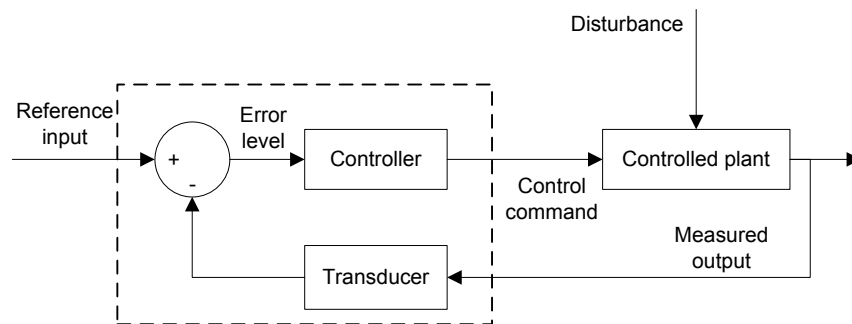 Disturbance
Reference
input
Error
level
+
-
Controller
Controlled plant
Control
command
Measured
output
Transducer